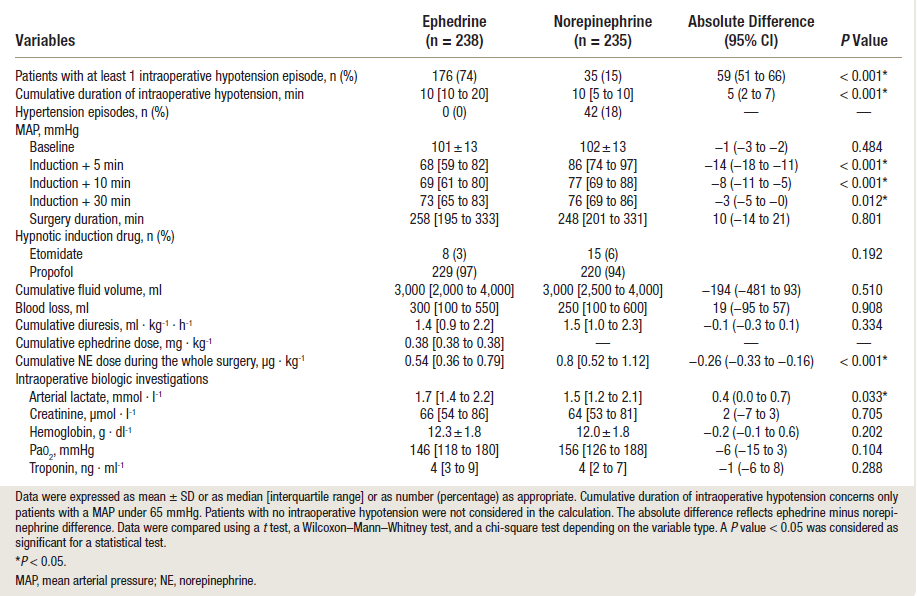 Variables Ephedrine (n = 238) Norepinephrine (n = 235) Absolute Difference (95% CI) P Value
Patients with at least 1 intraoperative hypotension episode, n (%) 176 (74) 35 (15) 59 (51 to 66) < 0.001*
Cumulative duration of intraoperative hypotension, min 10 [10 to 20] 10 [5 to 10] 5 (2 to 7) < 0.001*
Hypertension episodes, n (%) 0 (0) 42 (18) — —
MAP, mmHg
Baseline 101 ± 13 102 ± 13 −1 (−3 to −2) 0.484
Induction + 5 min 68 [59 to 82] 86 [74 to 97] −14 (−18 to −11) < 0.001*
Induction + 10 min 69 [61 to 80] 77 [69 to 88] −8 (−11 to −5) < 0.001*
Induction + 30 min 73 [65 to 83] 76 [69 to 86] −3 (−5 to −0) 0.012*
Surgery duration, min 258 [195 to 333] 248 [201 to 331] 10 (−14 to 21) 0.801
Hypnotic induction drug, n (%)
Etomidate 8 (3) 15 (6) 0.192
Propofol 229 (97) 220 (94)
Cumulative fluid volume, ml 3,000 [2,000 to 4,000] 3,000 [2,500 to 4,000] −194 (−481 to 93) 0.510
Blood loss, ml 300 [100 to 550] 250 [100 to 600] 19 (−95 to 57) 0.908
Cumulative diuresis, ml · kg⁻¹ · h⁻¹ 1.4 [0.9 to 2.2] 1.5 [1.0 to 2.3] −0.1 (−0.3 to 0.1) 0.334
Cumulative ephedrine dose, mg · kg⁻¹ 0.38 [0.38 to 0.38] — — —
Cumulative NE dose during the whole surgery, µg · kg⁻¹ 0.54 [0.36 to 0.79] 0.8 [0.52 to 1.12] −0.26 (−0.33 to −0.16) < 0.001*
Intraoperative biologic investigations
Arterial lactate, mmol · l⁻¹ 1.7 [1.4 to 2.2] 1.5 [1.2 to 2.1] 0.4 (0.0 to 0.7) 0.033*
Creatinine, µmol · l⁻¹ 66 [54 to 86] 64 [53 to 81] 2 (−7 to 3) 0.705
Hemoglobin, g · dl⁻¹ 12.3 ± 1.8 12.0 ± 1.8 −0.2 (−0.1 to 0.6) 0.202
Pao₂, mmHg 146 [118 to 180] 156 [126 to 188] −6 (−15 to 3) 0.104
Troponin, ng · ml⁻¹ 4 [3 to 9] 4 [2 to 7] −1 (−6 to 8) 0.288
Data were expressed as mean ± SD or as median [interquartile range] or as number (percentage) as appropriate. Cumulative duration of intraoperative hypotension concerns only
patients with a MAP under 65 mmHg. Patients with no intraoperative hypotension were not considered in the calculation. The absolute difference reflects ephedrine minus norepi-
nephrine difference. Data were compared using a t test, a Wilcoxon–Mann–Whitney test, and a chi-square test depending on the variable type. A P value < 0.05 was considered as
significant for a statistical test.
*P < 0.05.
MAP, mean arterial pressure; NE, norepinephrine.